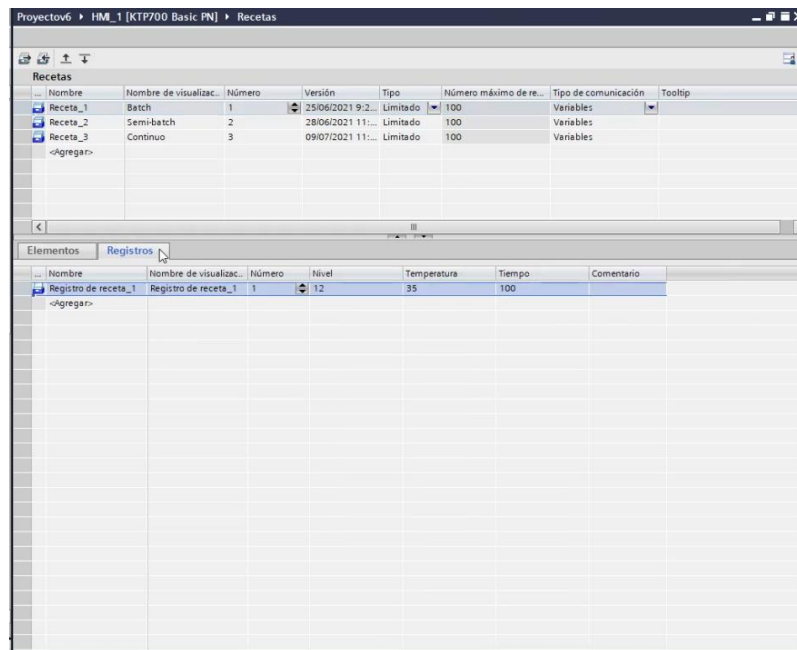 Proyectov6 ▸ HMI_1 [KTP700 Basic PN] ▸ Recetas
Recetas
... Nombre Nombre de visualizac.. Número Versión Tipo Número máximo de re... Tipo de comunicación Tooltip
Receta_1 Batch 1 25/06/2021 9:2... Limitado 100 Variables
Receta_2 Semi-batch 2 28/06/2021 11:... Limitado 100 Variables
Receta_3 Continuo 3 09/07/2021 11:... Limitado 100 Variables
<Agregar>
Elementos Registros
... Nombre Nombre de visualizac.. Número Nivel Temperatura Tiempo Comentario
Registro de receta_1 Registro de receta_1 1 12 35 100
<Agregar>